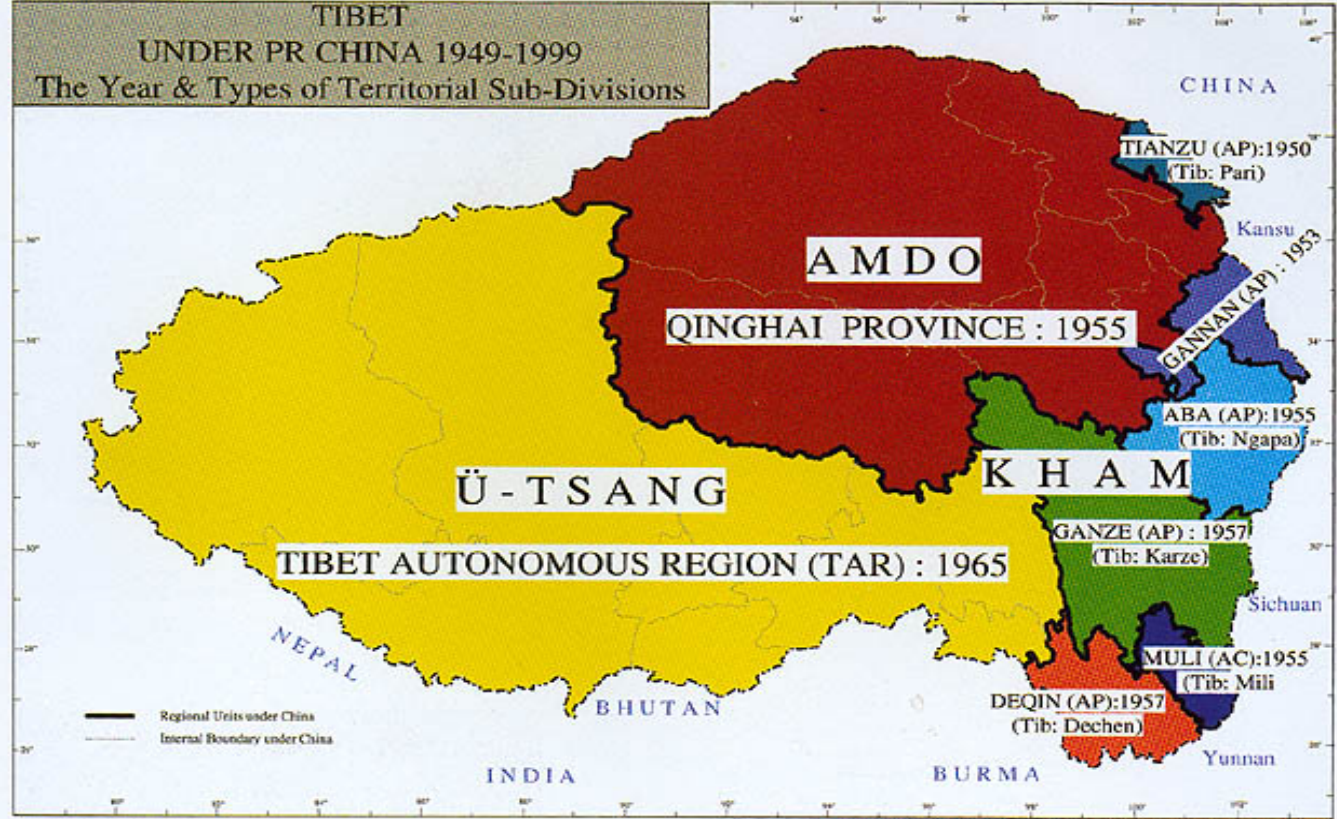 TIBET
UNDER PR CHINA 1949-1999
The Year & Types of Territorial Sub-Divisions
CHINA
TIANZU (AP):1950
(Tib: Pari)
Kansu
GANNAN (AP) : 1953
AMDO
QINGHAI PROVINCE : 1955
ABA (AP):1955
(Tib: Ngapa)
KHAM
Ü-TSANG
GANZE (AP) : 1957
(Tib: Karze)
TIBET AUTONOMOUS REGION (TAR) : 1965
Sichuan
NEPAL
MULI (AC):1955
(Tib: Mili
DEQIN (AP):1957
(Tib: Dechen)
BHUTAN
Regional Units under China
Internal Boundary under China
Yunnan
INDIA
BURMA